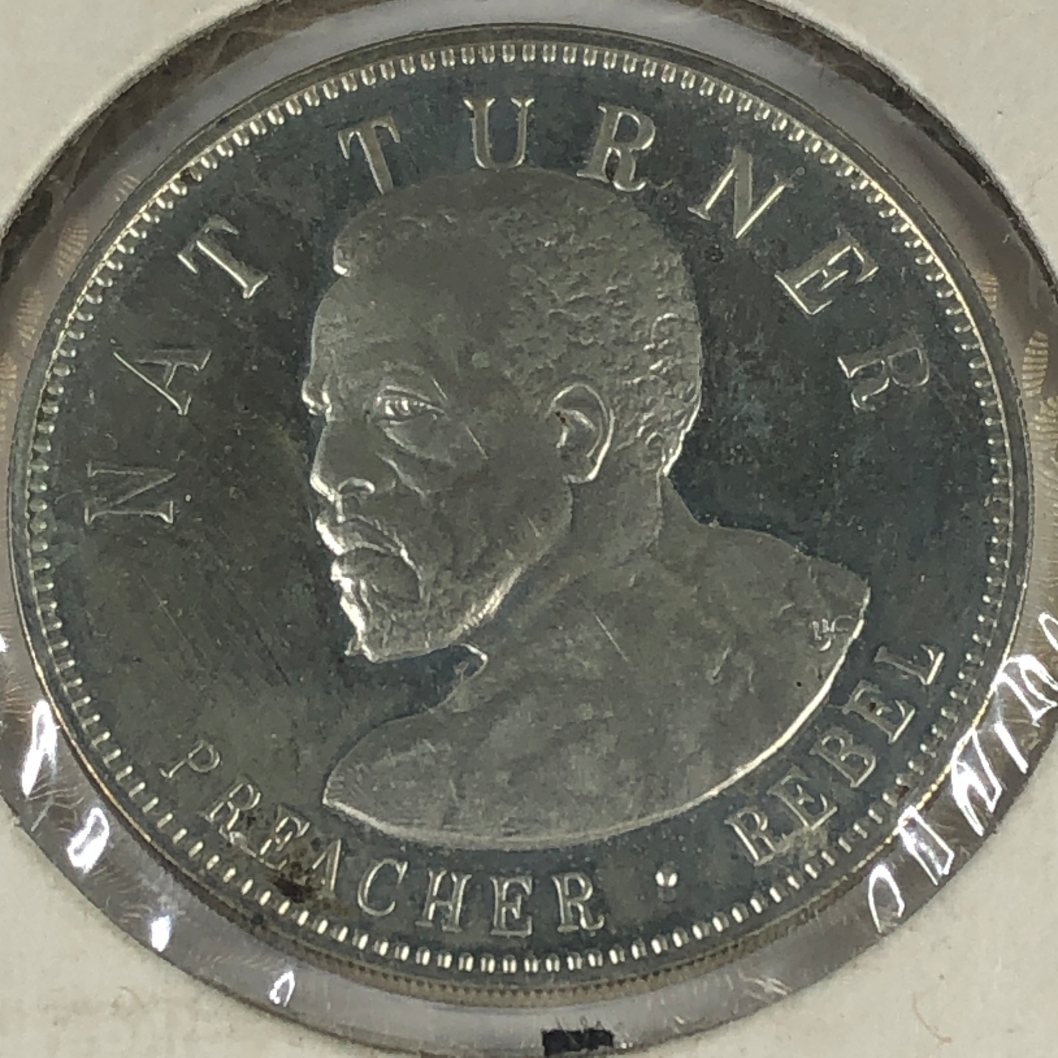 NAT TURNER
PREACHER • REBEL